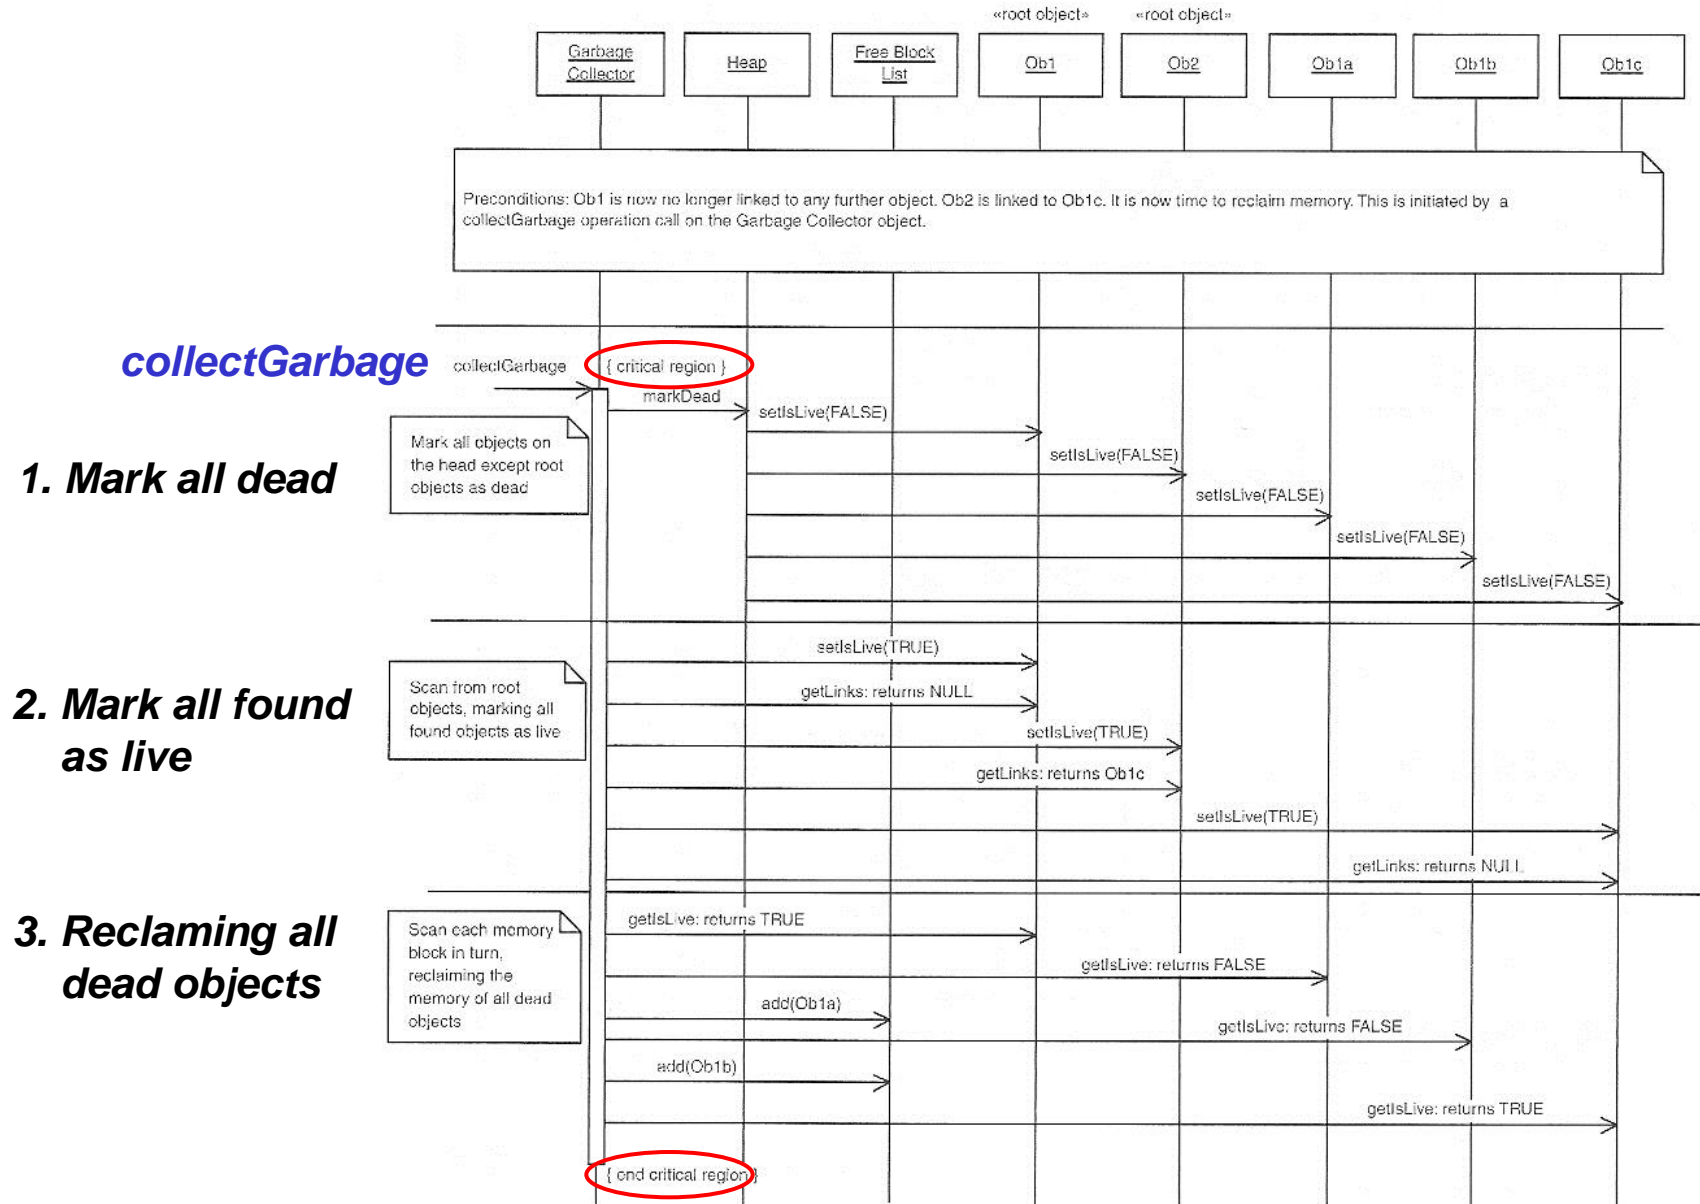 «root object»
«root object»
Garbage
Collector
Heap
Free Block
List
Ob1
Ob2
Ob1a
Ob1b
Ob1c
Preconditions: Ob1 is now no longer linked to any further object. Ob2 is linked to Ob1c. It is now time to reclaim memory. This is initiated by a
collectGarbage operation call on the Garbage Collector object.
collectGarbage
collectGarbage
{ critical region }
markDead
setIsLive(FALSE)
Mark all objects on
the head except root
objects as dead
1. Mark all dead
setIsLive(FALSE)
setIsLive(FALSE)
setIsLive(FALSE)
setIsLive(FALSE)
setIsLive(TRUE)
Scan from root
objects, marking all
found objects as live
2. Mark all found
as live
getLinks: returns NULL
setIsLive(TRUE)
getLinks: returns Ob1c
setIsLive(TRUE)
getLinks: returns NULL
3. Reclaming all
dead objects
Scan each memory
block in turn,
reclaiming the
memory of all dead
objects
getIsLive: returns TRUE
getIsLive: returns FALSE
add(Ob1a)
getIsLive: returns FALSE
add(Ob1b)
getIsLive: returns TRUE
{ end critical region }